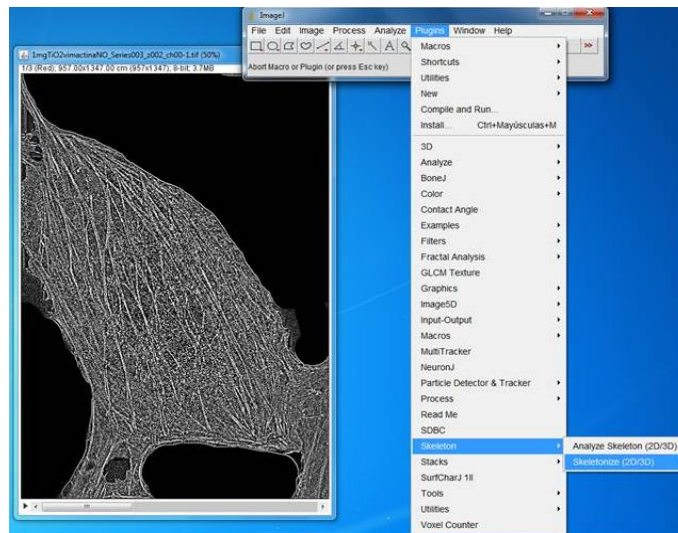 ImageJ
File Edit Image Process Analyze Plugins Window Help
>>
Abort Macro or Plugin (or press Esc key)
1mgTiO2vimactinaNO_Series003_z002_ch00-1.tif (50%)
1/3 (Red); 957.00x1347.00 cm (957x1347); 8-bit; 3.7MB
Macros
Shortcuts
Utilities
New
Compile and Run...
Install... Ctrl+Mayúsculas+M
3D
Analyze
BoneJ
Color
Contact Angle
Examples
Filters
Fractal Analysis
GLCM Texture
Graphics
Image5D
Input-Output
Macros
MultiTracker
NeuronJ
Particle Detector & Tracker
Process
Read Me
SDBC
Skeleton
Analyze Skeleton (2D/3D)
Skeletonize (2D/3D)
Stacks
SurfCharJ 1ll
Tools
Utilities
Voxel Counter